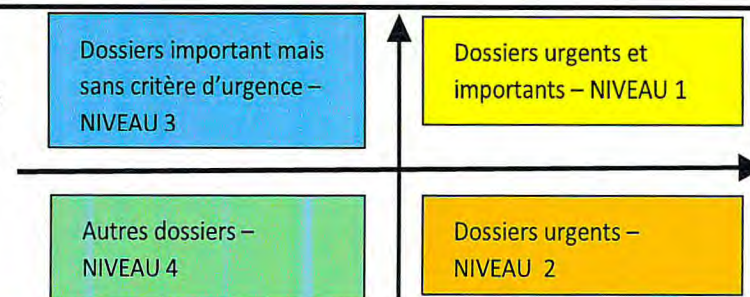 Dossiers important mais
sans critère d'urgence –
NIVEAU 3
Dossiers urgents et
importants – NIVEAU 1
Autres dossiers –
NIVEAU 4
Dossiers urgents –
NIVEAU 2